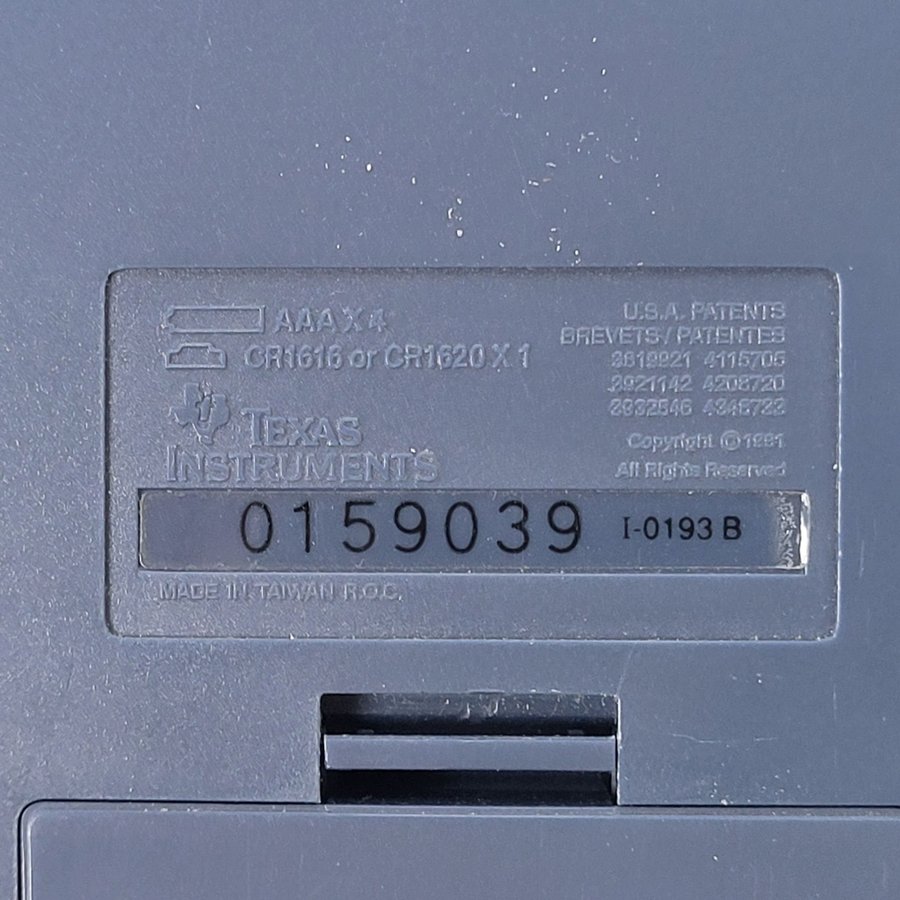 AAA X 4
CR1616 or CR1620 X 1
TEXAS
INSTRUMENTS
U.S.A. PATENTS
BREVETS / PATENTES
3819921 4115705
3921142 4208720
3932846 4348733
Copyright © 1991
All Rights Reserved
0159039 I-0193 B
MADE IN TAIWAN R.O.C.